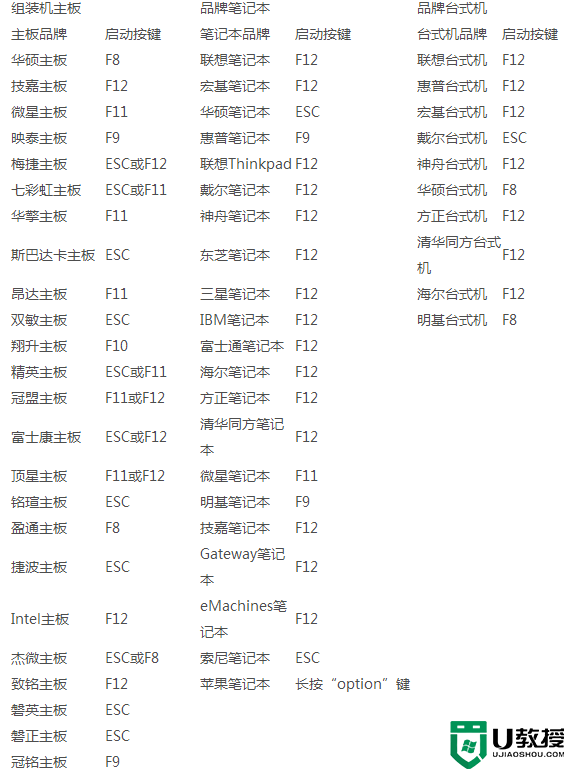 组装机主板 品牌笔记本 品牌台式机
主板品牌 启动按键 笔记本品牌 启动按键 台式机品牌 启动按键
华硕主板 F8 联想笔记本 F12 联想台式机 F12
技嘉主板 F12 宏基笔记本 F12 惠普台式机 F12
微星主板 F11 华硕笔记本 ESC 宏基台式机 F12
映泰主板 F9 惠普笔记本 F9 戴尔台式机 ESC
梅捷主板 ESC或F12 联想Thinkpad F12 神舟台式机 F12
七彩虹主板 ESC或F11 戴尔笔记本 F12 华硕台式机 F8
华擎主板 F11 神舟笔记本 F12 方正台式机 F12
斯巴达卡主板 ESC 东芝笔记本 F12 清华同方台式
机 F12
昂达主板 F11 三星笔记本 F12 海尔台式机 F12
双敏主板 ESC IBM笔记本 F12 明基台式机 F8
翔升主板 F10 富士通笔记本 F12
精英主板 ESC或F11 海尔笔记本 F12
冠盟主板 F11或F12 方正笔记本 F12
富士康主板 ESC或F12 清华同方笔记
本 F12
顶星主板 F11或F12 微星笔记本 F11
铭瑄主板 ESC 明基笔记本 F9
盈通主板 F8 技嘉笔记本 F12
捷波主板 ESC Gateway笔记
本 F12
Intel主板 F12 eMachines笔
记本 F12
杰微主板 ESC或F8 索尼笔记本 ESC
致铭主板 F12 苹果笔记本 长按“option”键
磐英主板 ESC
磐正主板 ESC
冠铭主板 F9
U教授
UJIAOSHOU.COM